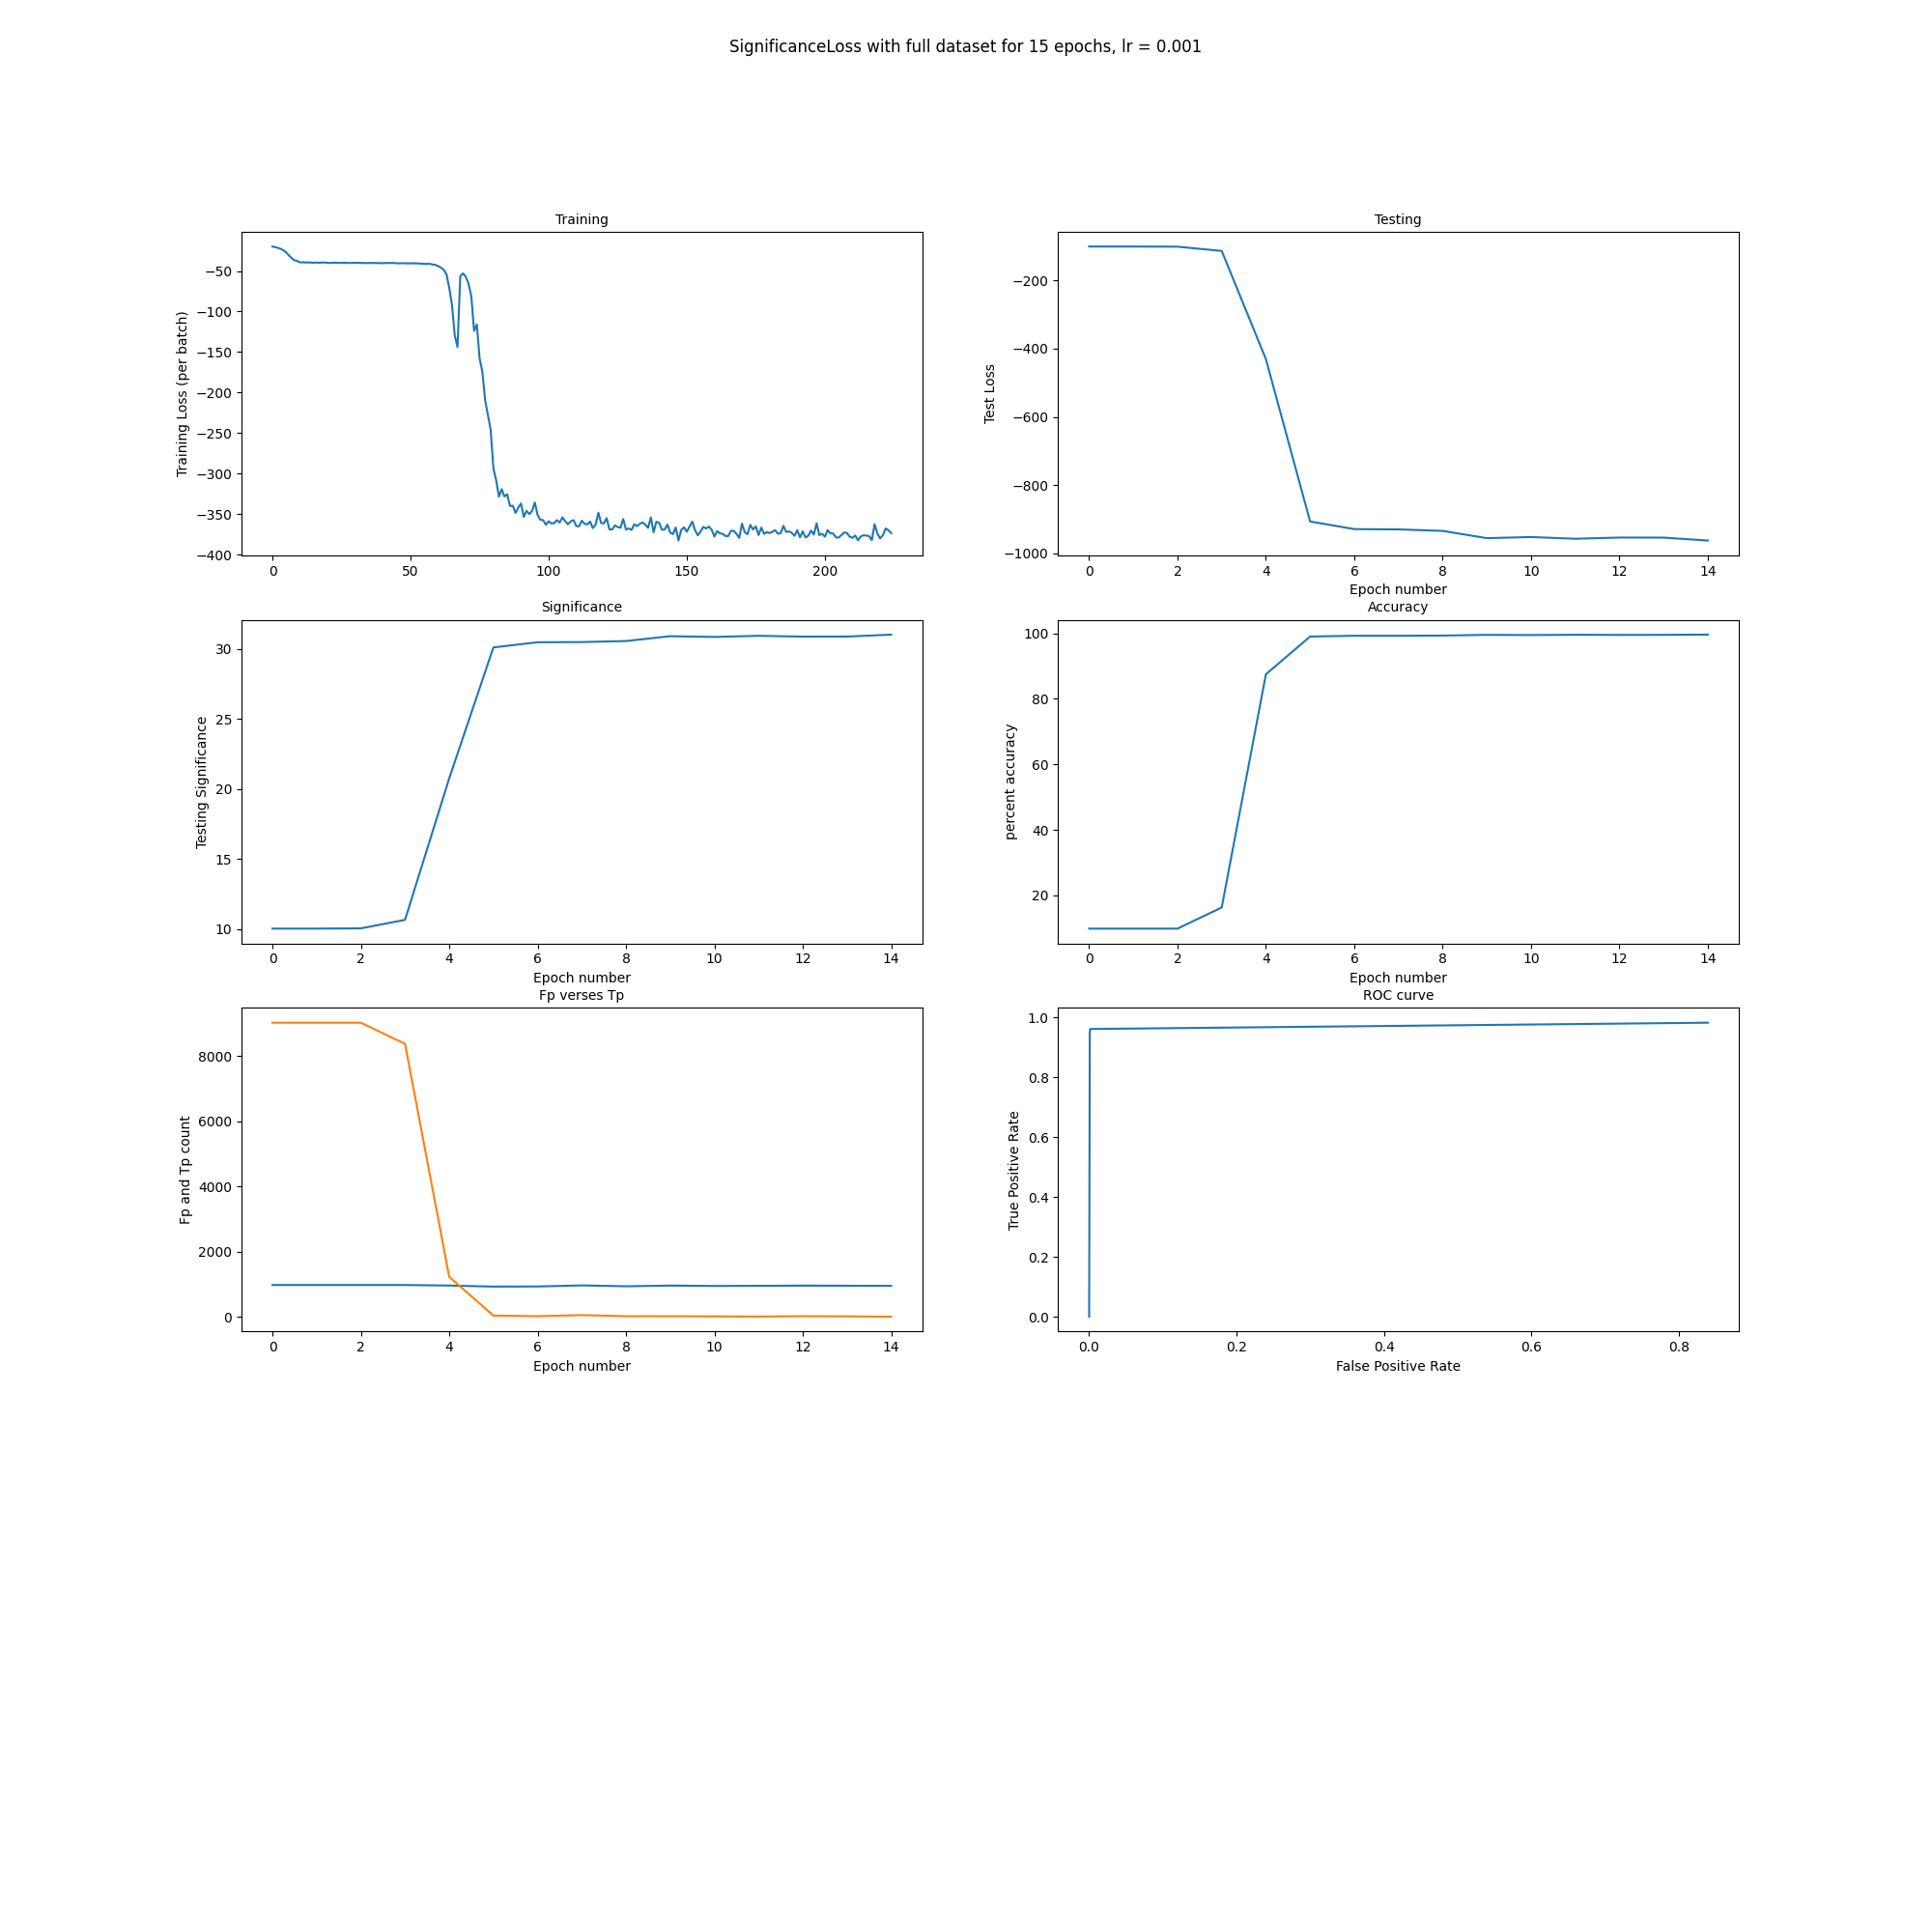 SignificanceLoss with full dataset for 15 epochs, lr = 0.001
Training
Training Loss (per batch)
−50
−100
−150
−200
−250
−300
−350
−400
0 50 100 150 200
Testing
Test Loss
−200
−400
−600
−800
−1000
0 2 4 6 8 10 12 14
Epoch number
Significance
Testing Significance
30
25
20
15
10
0 2 4 6 8 10 12 14
Epoch number
Accuracy
percent accuracy
100
80
60
40
20
0 2 4 6 8 10 12 14
Epoch number
Fp verses Tp
Fp and Tp count
8000
6000
4000
2000
0
0 2 4 6 8 10 12 14
Epoch number
ROC curve
True Positive Rate
1.0
0.8
0.6
0.4
0.2
0.0
0.0 0.2 0.4 0.6 0.8
False Positive Rate